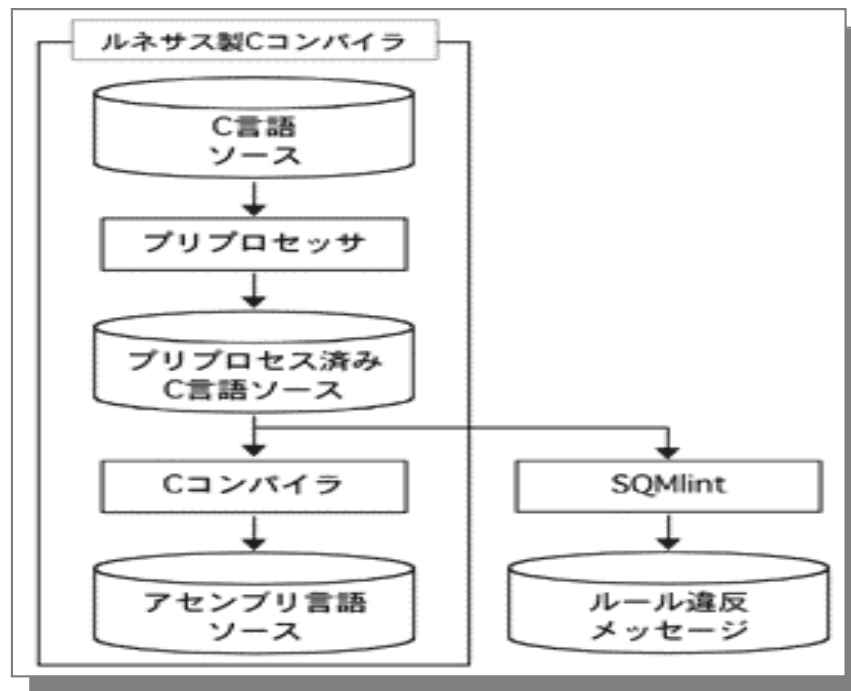 ルネサス製Cコンパイラ
C言語
ソース
プリプロセッサ
プリプロセス済み
C言語ソース
Cコンパイラ
SQMlint
アセンブリ言語
ソース
ルール違反
メッセージ